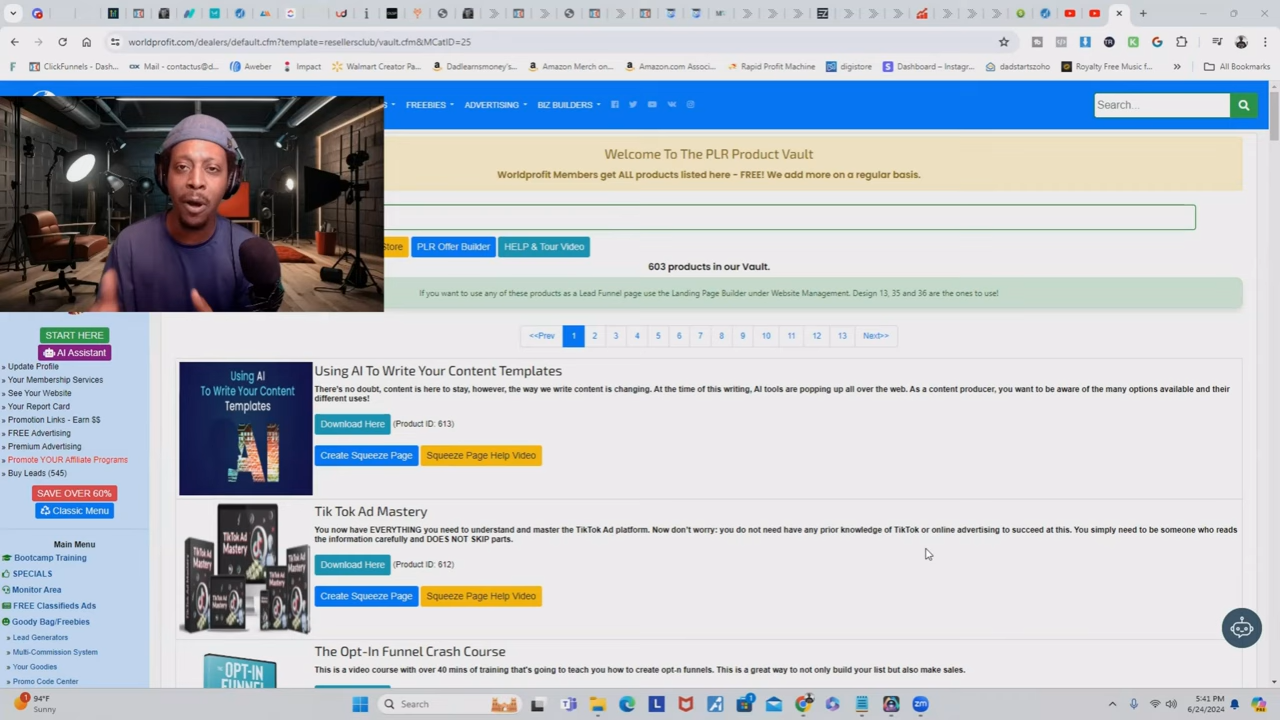 worldprofit.com/dealers/default.cfm?template=resellersclub/vault.cfm&MCatID=25
ClickFunnels - Dash...
Mail - contactus@d...
Aweber
Impact
Walmart Creator Pa...
Dadlearnsmoney's...
Amazon Merch on...
Amazon.com Associ...
Rapid Profit Machine
digistore
Dashboard – Instagr...
dadstartszoho
Royalty Free Music f...
All Bookmarks
FREEBIES
ADVERTISING
BIZ BUILDERS
Search...
Welcome To The PLR Product Vault
Worldprofit Members get ALL products listed here - FREE! We add more on a regular basis.
Store
PLR Offer Builder
HELP & Tour Video
603 products in our Vault.
If you want to use any of these products as a Lead Funnel page use the Landing Page Builder under Website Management. Design 13, 35 and 36 are the ones to use!
<<Prev 1 2 3 4 5 6 7 8 9 10 11 12 13 Next>>
START HERE
AI Assistant
» Update Profile
» Your Membership Services
» See Your Website
» Your Report Card
» Promotion Links - Earn $$
» FREE Advertising
» Premium Advertising
» Promote YOUR Affiliate Programs
» Buy Leads (545)
SAVE OVER 60%
Classic Menu
Main Menu
Bootcamp Training
SPECIALS
Monitor Area
FREE Classifieds Ads
Goody Bag/Freebies
» Lead Generators
» Multi-Commission System
» Your Goodies
» Promo Code Center
Using AI
To Write Your Content
Templates
AI
Using AI To Write Your Content Templates
There's no doubt, content is here to stay, however, the way we write content is changing. At the time of this writing, AI tools are popping up all over the web. As a content producer, you want to be aware of the many options available and their
different uses!
Download Here (Product ID: 613)
Create Squeeze Page
Squeeze Page Help Video
TikTok Ad
Mastery
Tik Tok Ad Mastery
You now have EVERYTHING you need to understand and master the TikTok Ad platform. Now don't worry: you do not need have any prior knowledge of TikTok or online advertising to succeed at this. You simply need to be someone who reads
the information carefully and DOES NOT SKIP parts.
Download Here (Product ID: 612)
Create Squeeze Page
Squeeze Page Help Video
THE OPT-IN
FUNNEL
The Opt-In Funnel Crash Course
This is a video course with over 40 mins of training that's going to teach you how to create opt-n funnels. This is a great way to not only build your list but also make sales.
94°F
Sunny
Search
5:41 PM
6/24/2024